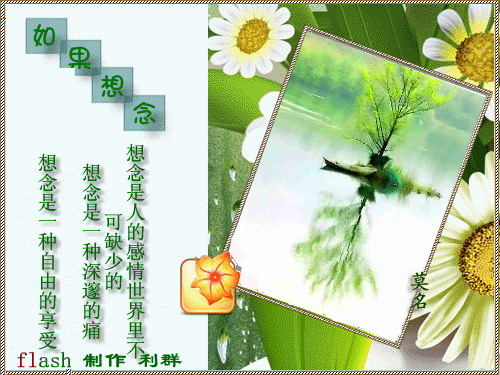 如果想念
想念是人的感情世界里不
可缺少的
想念是一种深邃的痛
想念是一种自由的享受
莫名
flash 制作 利群